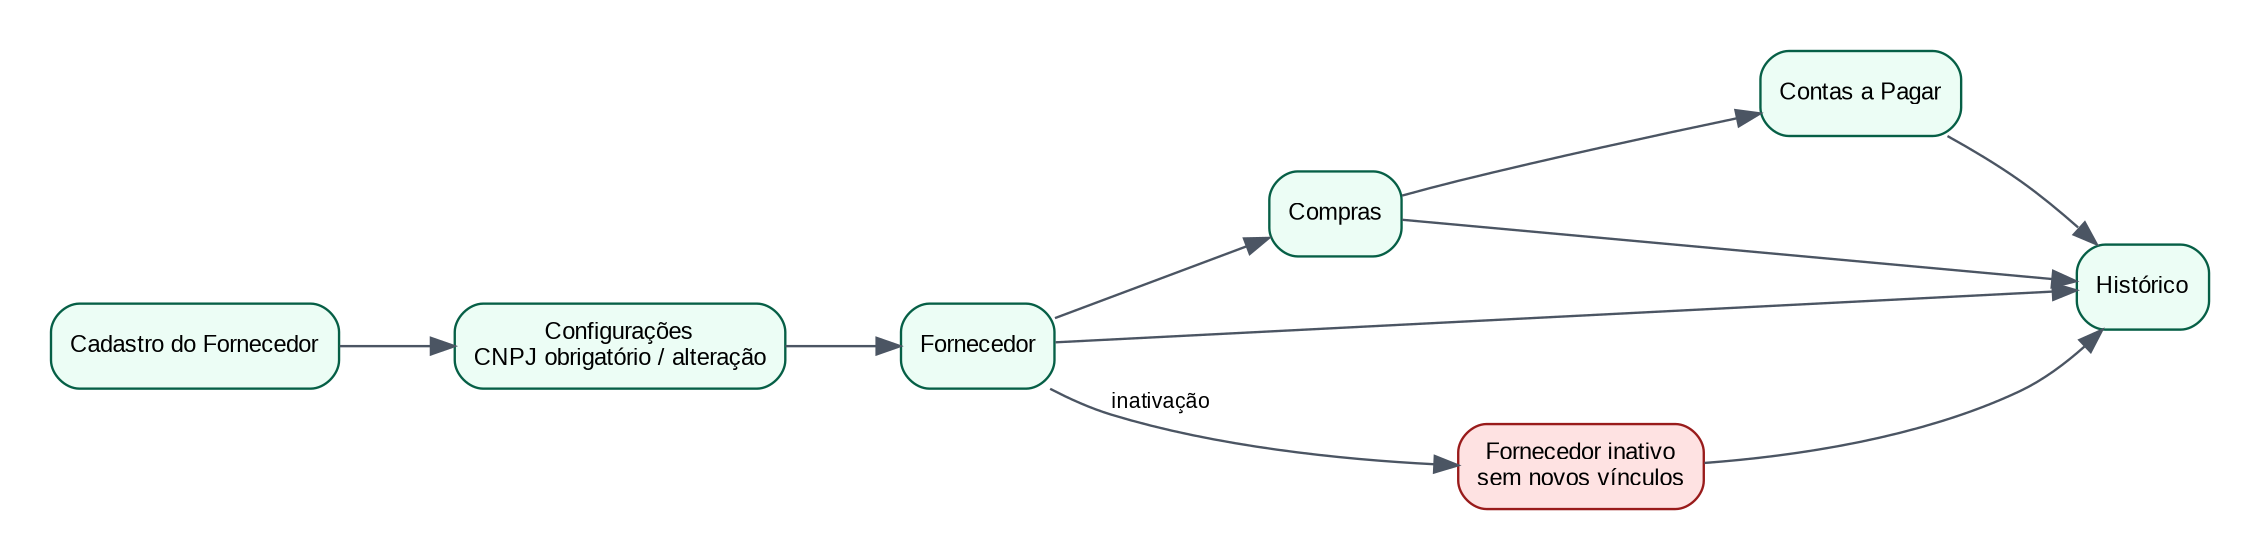 Contas a Pagar
Compras
Histórico
Cadastro do Fornecedor
Configurações
CNPJ obrigatório / alteração
Fornecedor
inativação
Fornecedor inativo
sem novos vínculos